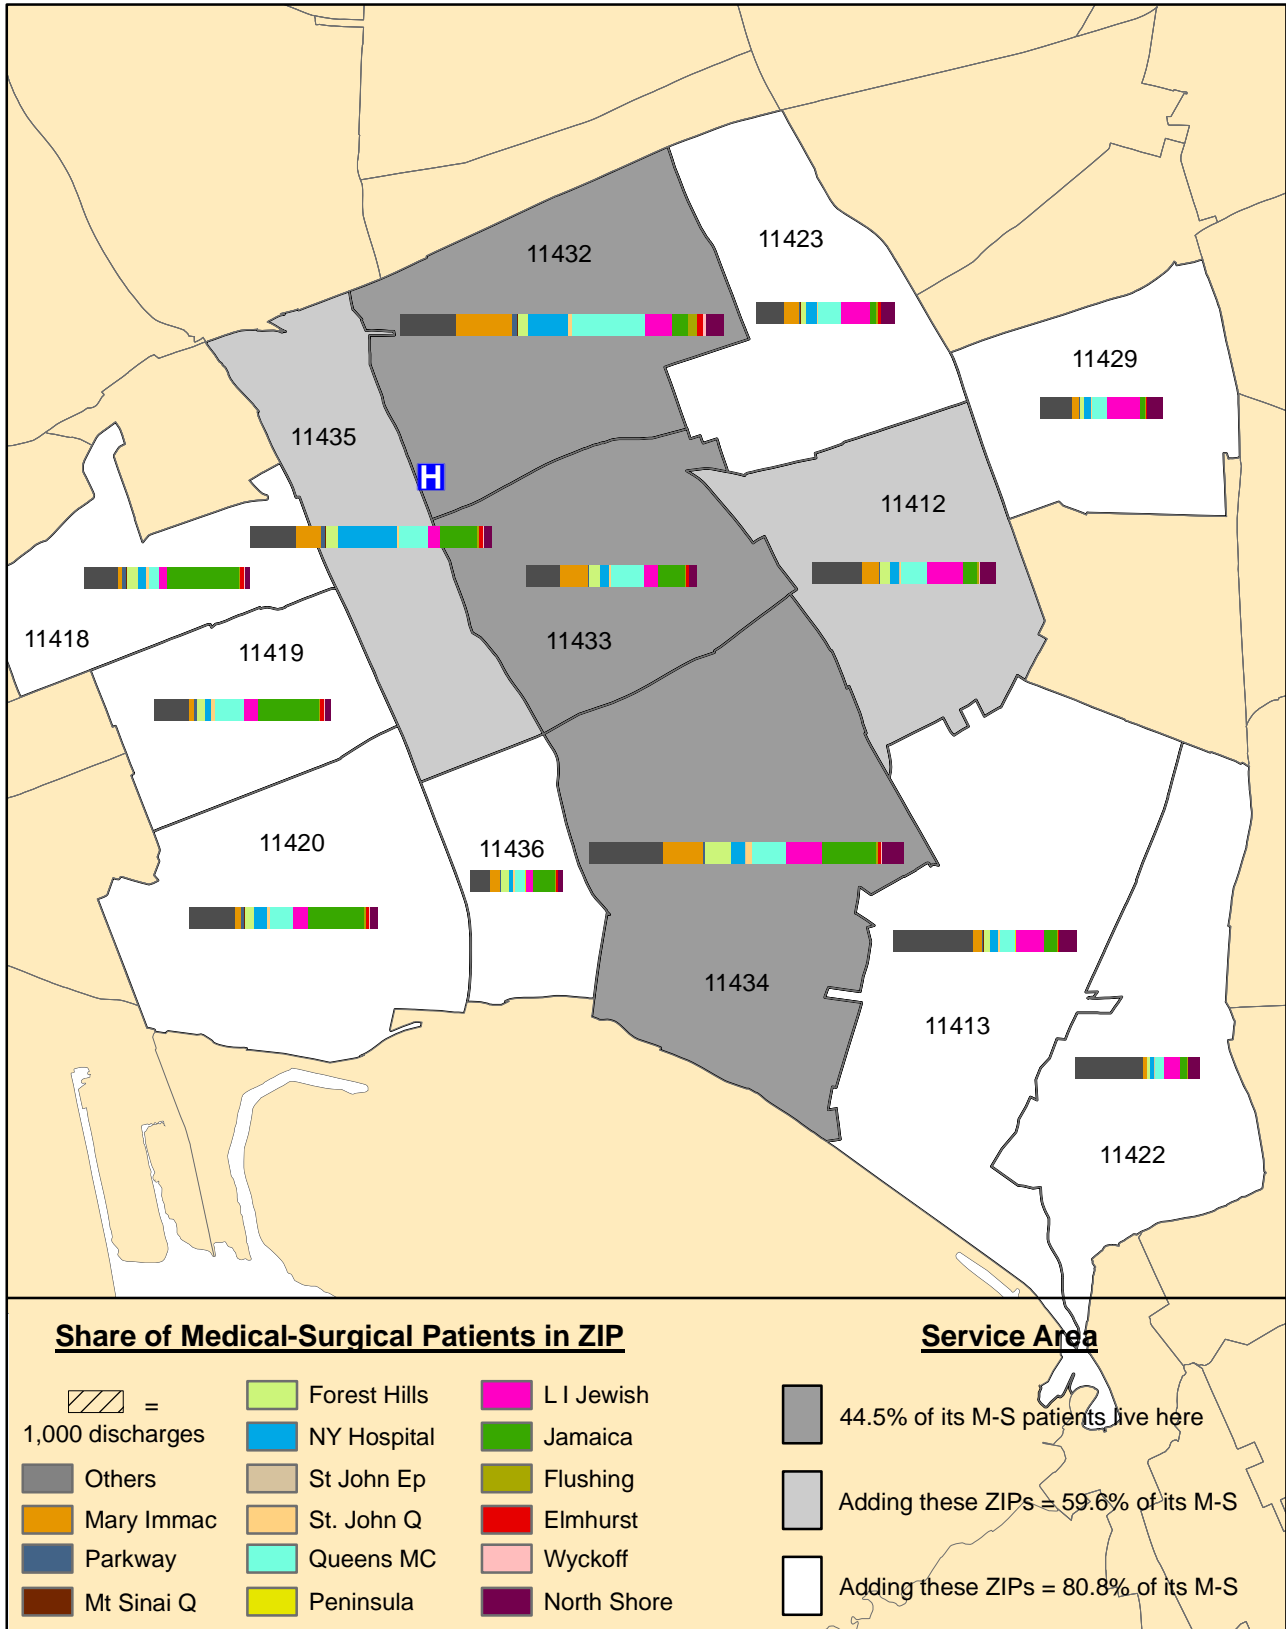 11432
11423
11429
11435
H
11412
11418
11419
11433
11420
11436
11434
11413
11422
Share of Medical-Surgical Patients in ZIP
=
1,000 discharges
Others
Mary Immac
Parkway
Mt Sinai Q
Forest Hills
NY Hospital
St John Ep
St. John Q
Queens MC
Peninsula
L I Jewish
Jamaica
Flushing
Elmhurst
Wyckoff
North Shore
Service Area
44.5% of its M-S patients live here
Adding these ZIPs = 59.6% of its M-S
Adding these ZIPs = 80.8% of its M-S